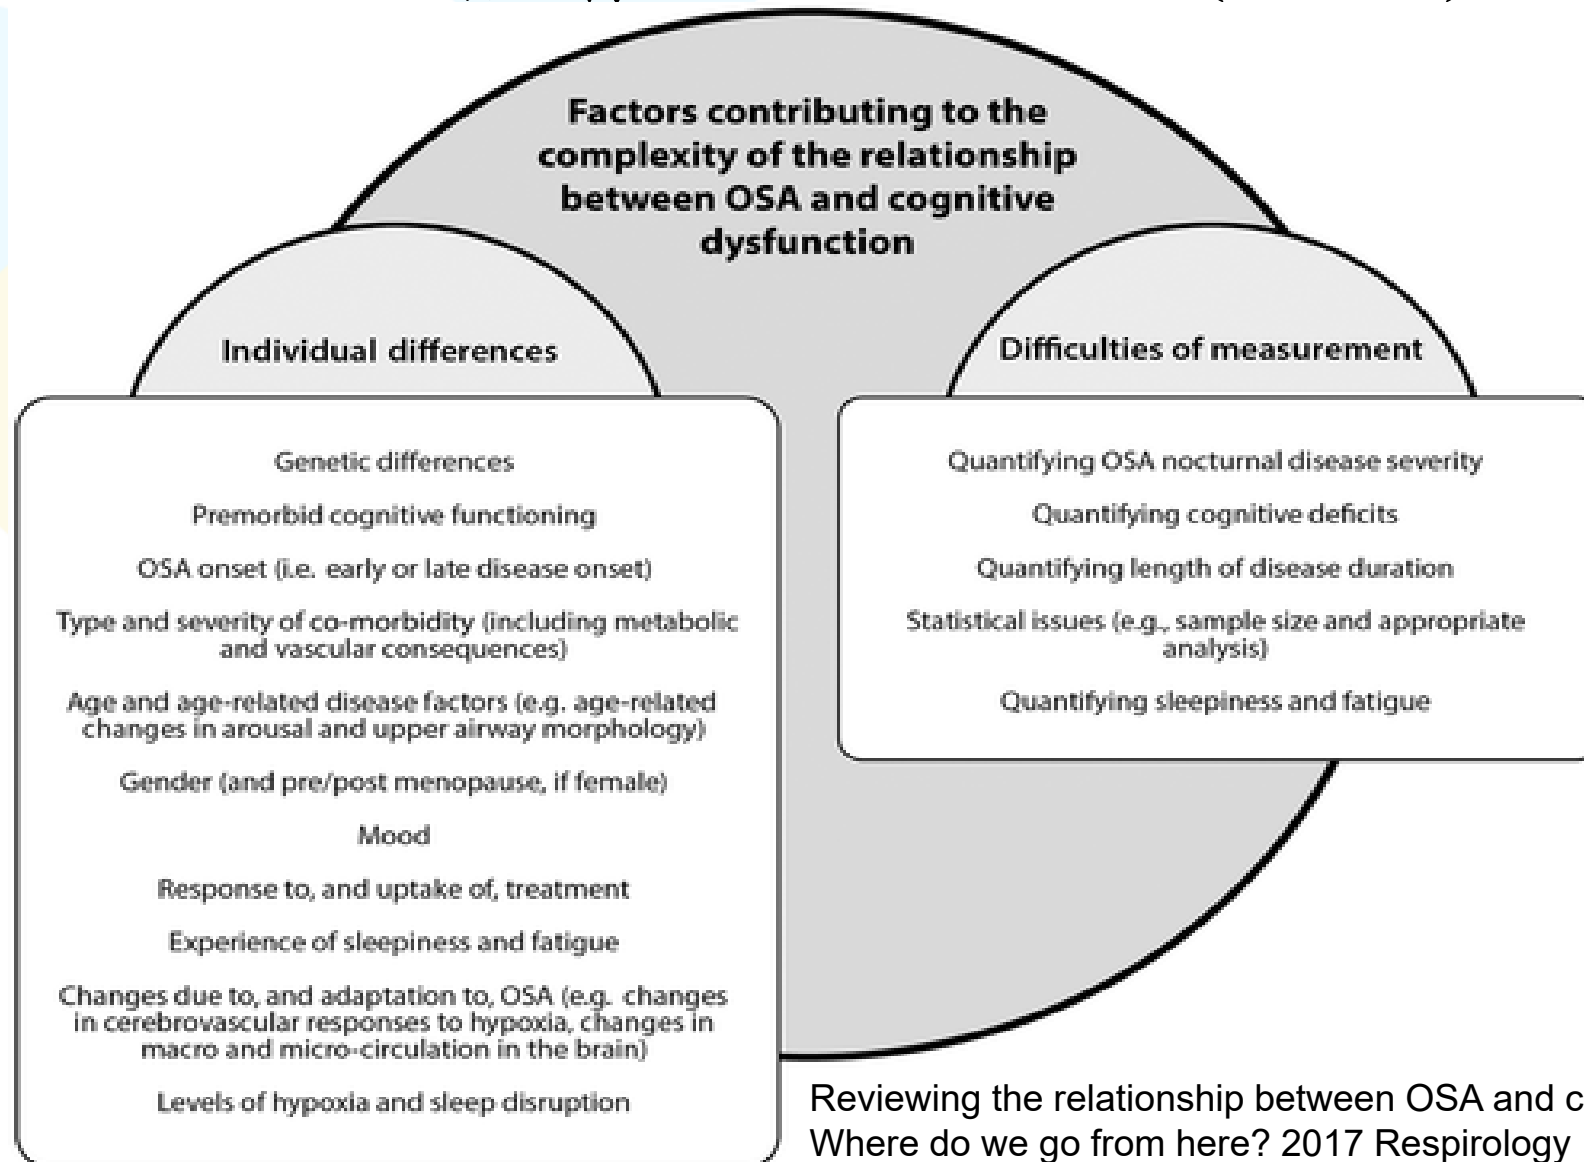 Factors contributing to the
complexity of the relationship
between OSA and cognitive
dysfunction
Individual differences
Genetic differences
Premorbid cognitive functioning
OSA onset (i.e. early or late disease onset)
Type and severity of co-morbidity (including metabolic
and vascular consequences)
Age and age-related disease factors (e.g. age-related
changes in arousal and upper airway morphology)
Gender (and pre/post menopause, if female)
Mood
Response to, and uptake of, treatment
Experience of sleepiness and fatigue
Changes due to, and adaptation to, OSA (e.g. changes
in cerebrovascular responses to hypoxia, changes in
macro and micro-circulation in the brain)
Levels of hypoxia and sleep disruption
Difficulties of measurement
Quantifying OSA nocturnal disease severity
Quantifying cognitive deficits
Quantifying length of disease duration
Statistical issues (e.g., sample size and appropriate
analysis)
Quantifying sleepiness and fatigue
Reviewing the relationship between OSA and c
Where do we go from here? 2017 Respirology